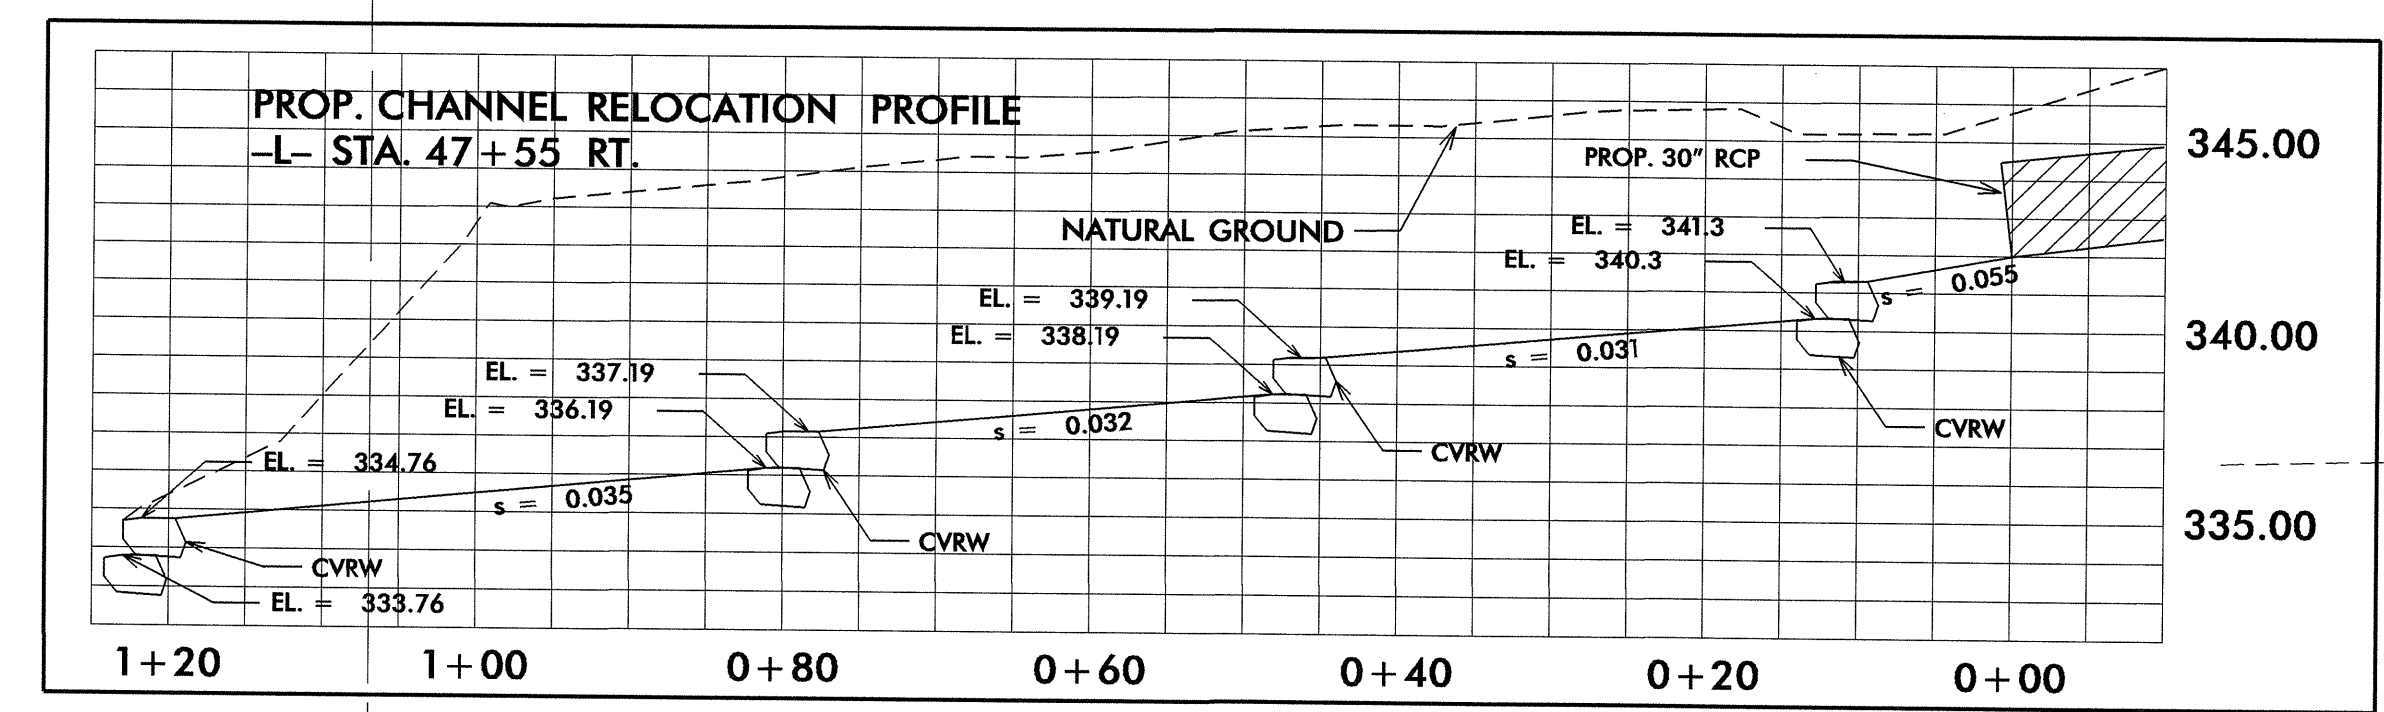 PROP. CHANNEL RELOCATION PROFILE
-L- STA. 47+55 RT.
345.00
PROP. 30" RCP
NATURAL GROUND
EL. = 341.3
EL. = 340.3
s = 0.055
EL. = 339.19
EL. = 338.19
340.00
s = 0.031
EL. = 337.19
EL. = 336.19
s = 0.032
CVRW
CVRW
EL. = 334.76
s = 0.035
335.00
CVRW
CVRW
EL. = 333.76
1+20 1+00 0+80 0+60 0+40 0+20 0+00